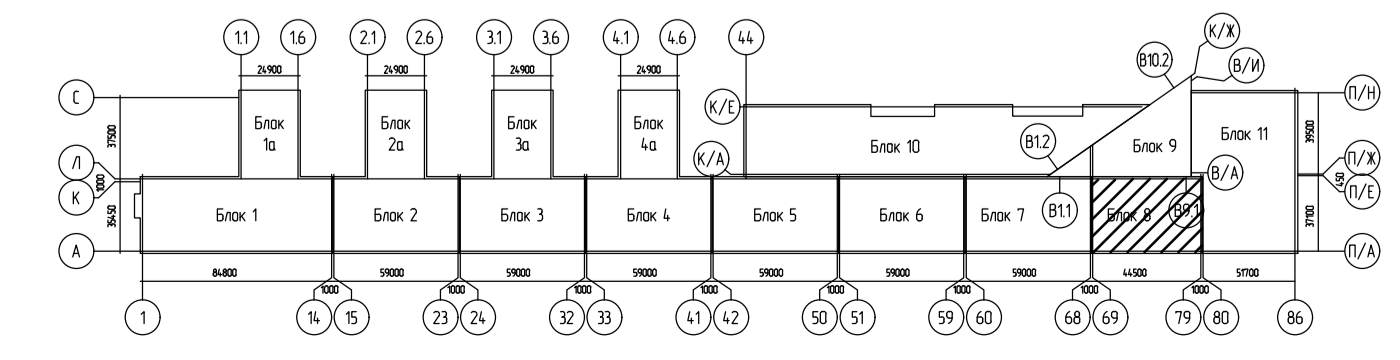 1.1 1.6 2.1 2.6 3.1 3.6 4.1 4.6 44 К/Ж
24900 24900 24900 24900 В10.2 В/И
С К/Е П/Н
37500 39500
Блок 1а Блок 2а Блок 3а Блок 4а Блок 10 В1.2 Блок 9 Блок 11
Л К/А П/Ж
1000 450
К В/А П/Е
35450 37100
Блок 1 Блок 2 Блок 3 Блок 4 Блок 5 Блок 6 Блок 7 В1.1 Блок 8 В9.1
А П/А
84800 59000 59000 59000 59000 59000 59000 44500 51700
1000 1000 1000 1000 1000 1000 1000 1000
1 14 15 23 24 32 33 41 42 50 51 59 60 68 69 79 80 86